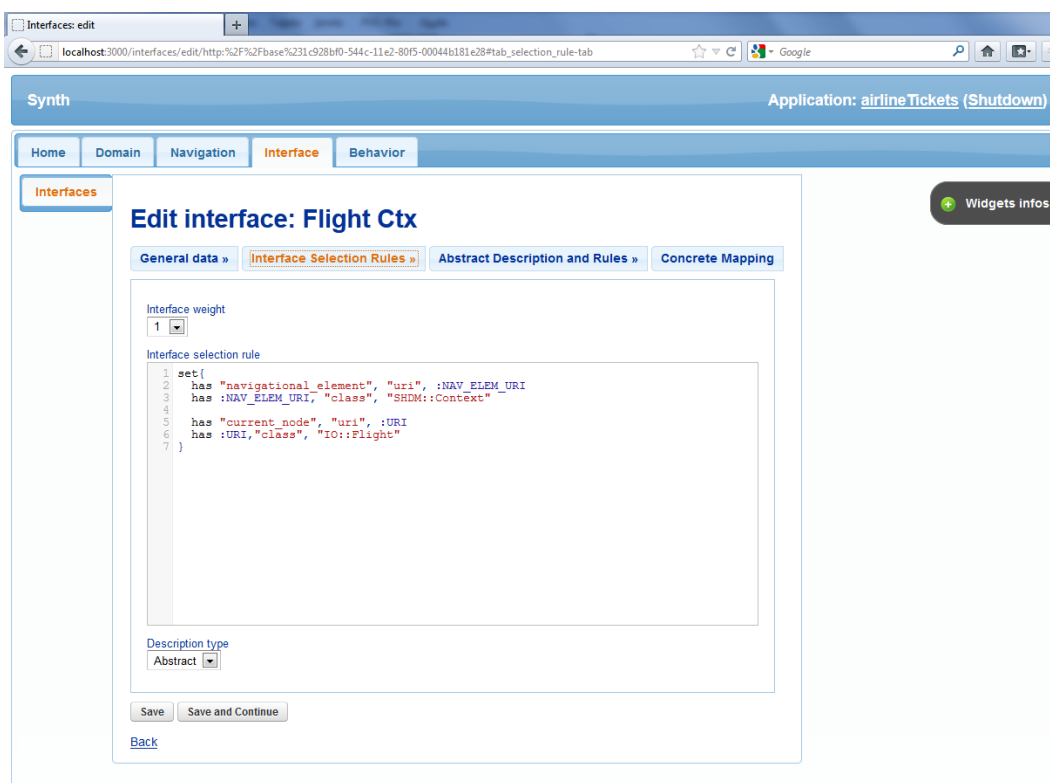 Interfaces: edit
+
localhost:3000/interfaces/edit/http:%2F%2Fbase%231c928bf0-544c-11e2-80f5-00044b181e28#tab_selection_rule-tab
Google
Synth
Application: airlineTickets (Shutdown)
Home Domain Navigation Interface Behavior
Interfaces
Widgets infos
Edit interface: Flight Ctx
General data » Interface Selection Rules » Abstract Description and Rules » Concrete Mapping
Interface weight
1
Interface selection rule
1 set{
2 has "navigational_element", "uri", :NAV_ELEM_URI
3 has :NAV_ELEM_URI, "class", "SHDM::Context"
4
5 has "current_node", "uri", :URI
6 has :URI,"class", "IO::Flight"
7 }
Description type
Abstract
Save Save and Continue
Back